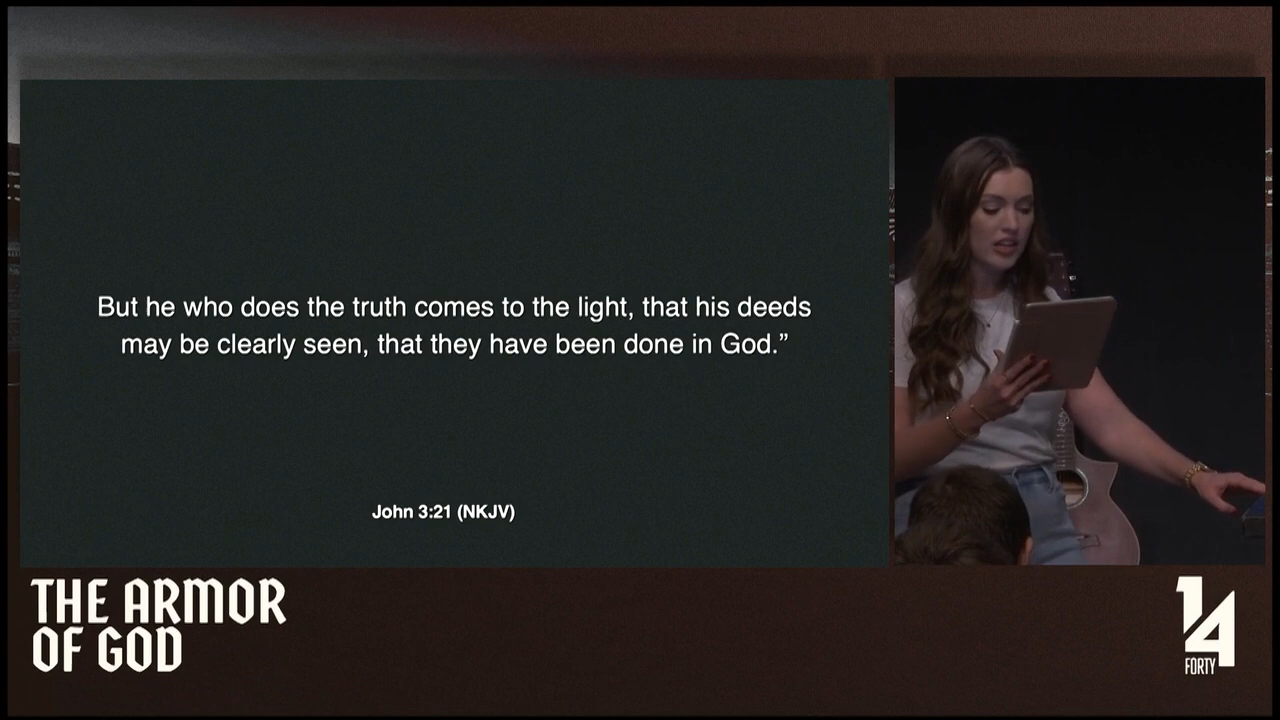 But he who does the truth comes to the light, that his deeds
may be clearly seen, that they have been done in God.”
John 3:21 (NKJV)
THE ARMOR
OF GOD
14
FORTY